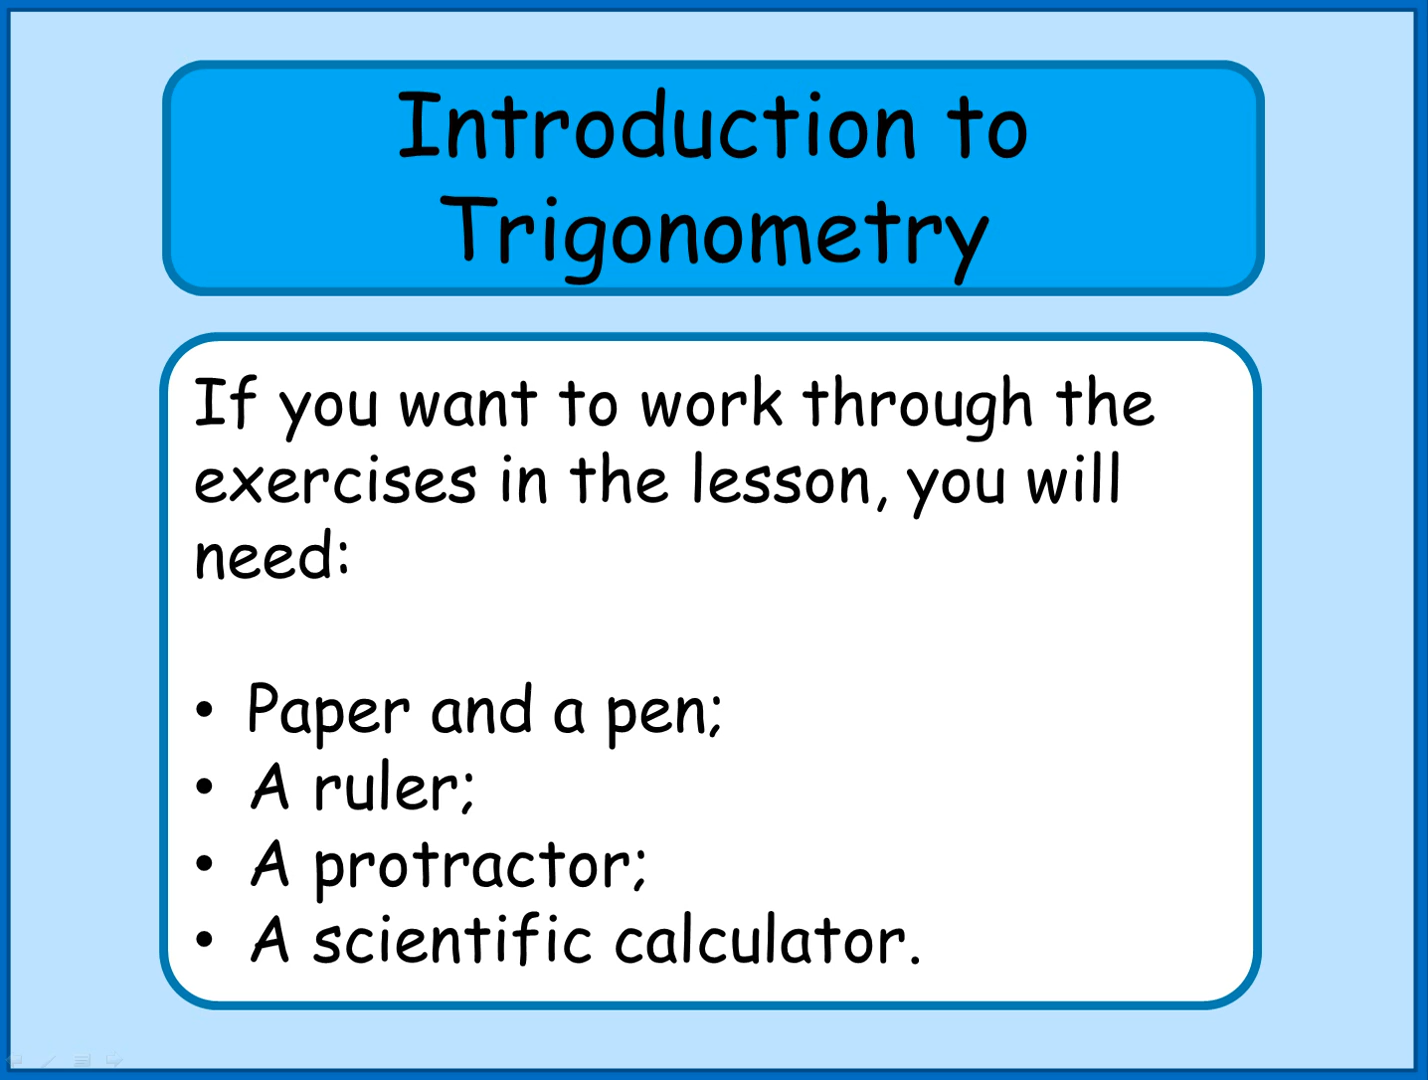 Introduction to
Trigonometry
If you want to work through the
exercises in the lesson, you will
need:
• Paper and a pen;
• A ruler;
• A protractor;
• A scientific calculator.